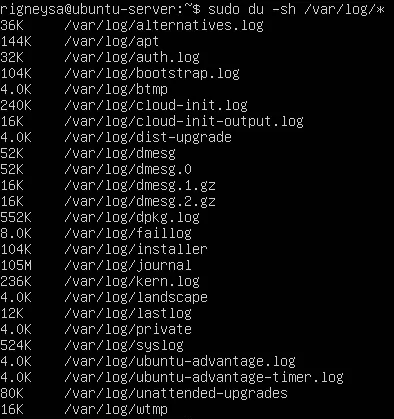 rigneysa@ubuntu-server:~$ sudo du -sh /var/log/*
36K /var/log/alternatives.log
144K /var/log/apt
32K /var/log/auth.log
104K /var/log/bootstrap.log
4.0K /var/log/btmp
240K /var/log/cloud-init.log
16K /var/log/cloud-init-output.log
4.0K /var/log/dist-upgrade
52K /var/log/dmesg
52K /var/log/dmesg.0
16K /var/log/dmesg.1.gz
16K /var/log/dmesg.2.gz
552K /var/log/dpkg.log
8.0K /var/log/faillog
104K /var/log/installer
105M /var/log/journal
236K /var/log/kern.log
4.0K /var/log/landscape
12K /var/log/lastlog
4.0K /var/log/private
524K /var/log/syslog
4.0K /var/log/ubuntu-advantage.log
4.0K /var/log/ubuntu-advantage-timer.log
80K /var/log/unattended-upgrades
16K /var/log/wtmp